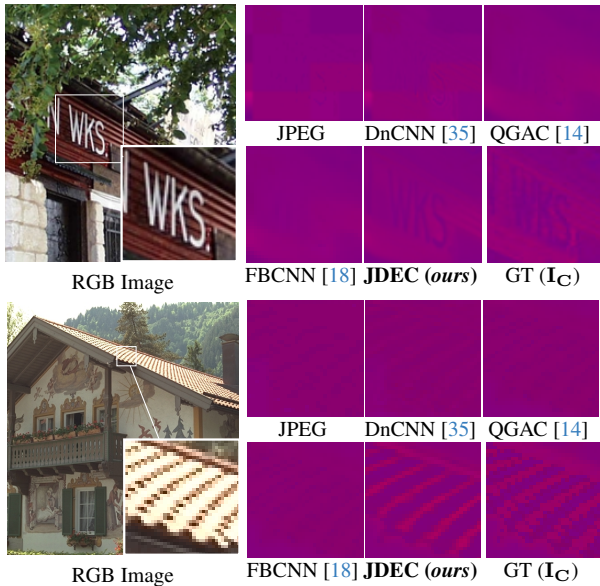 N WKS.
N WKS.
JPEG DnCNN [35] QGAC [14]
WKS.
FBCNN [18] JDEC (ours) GT (I_C)
RGB Image
JPEG DnCNN [35] QGAC [14]
FBCNN [18] JDEC (ours) GT (I_C)
RGB Image